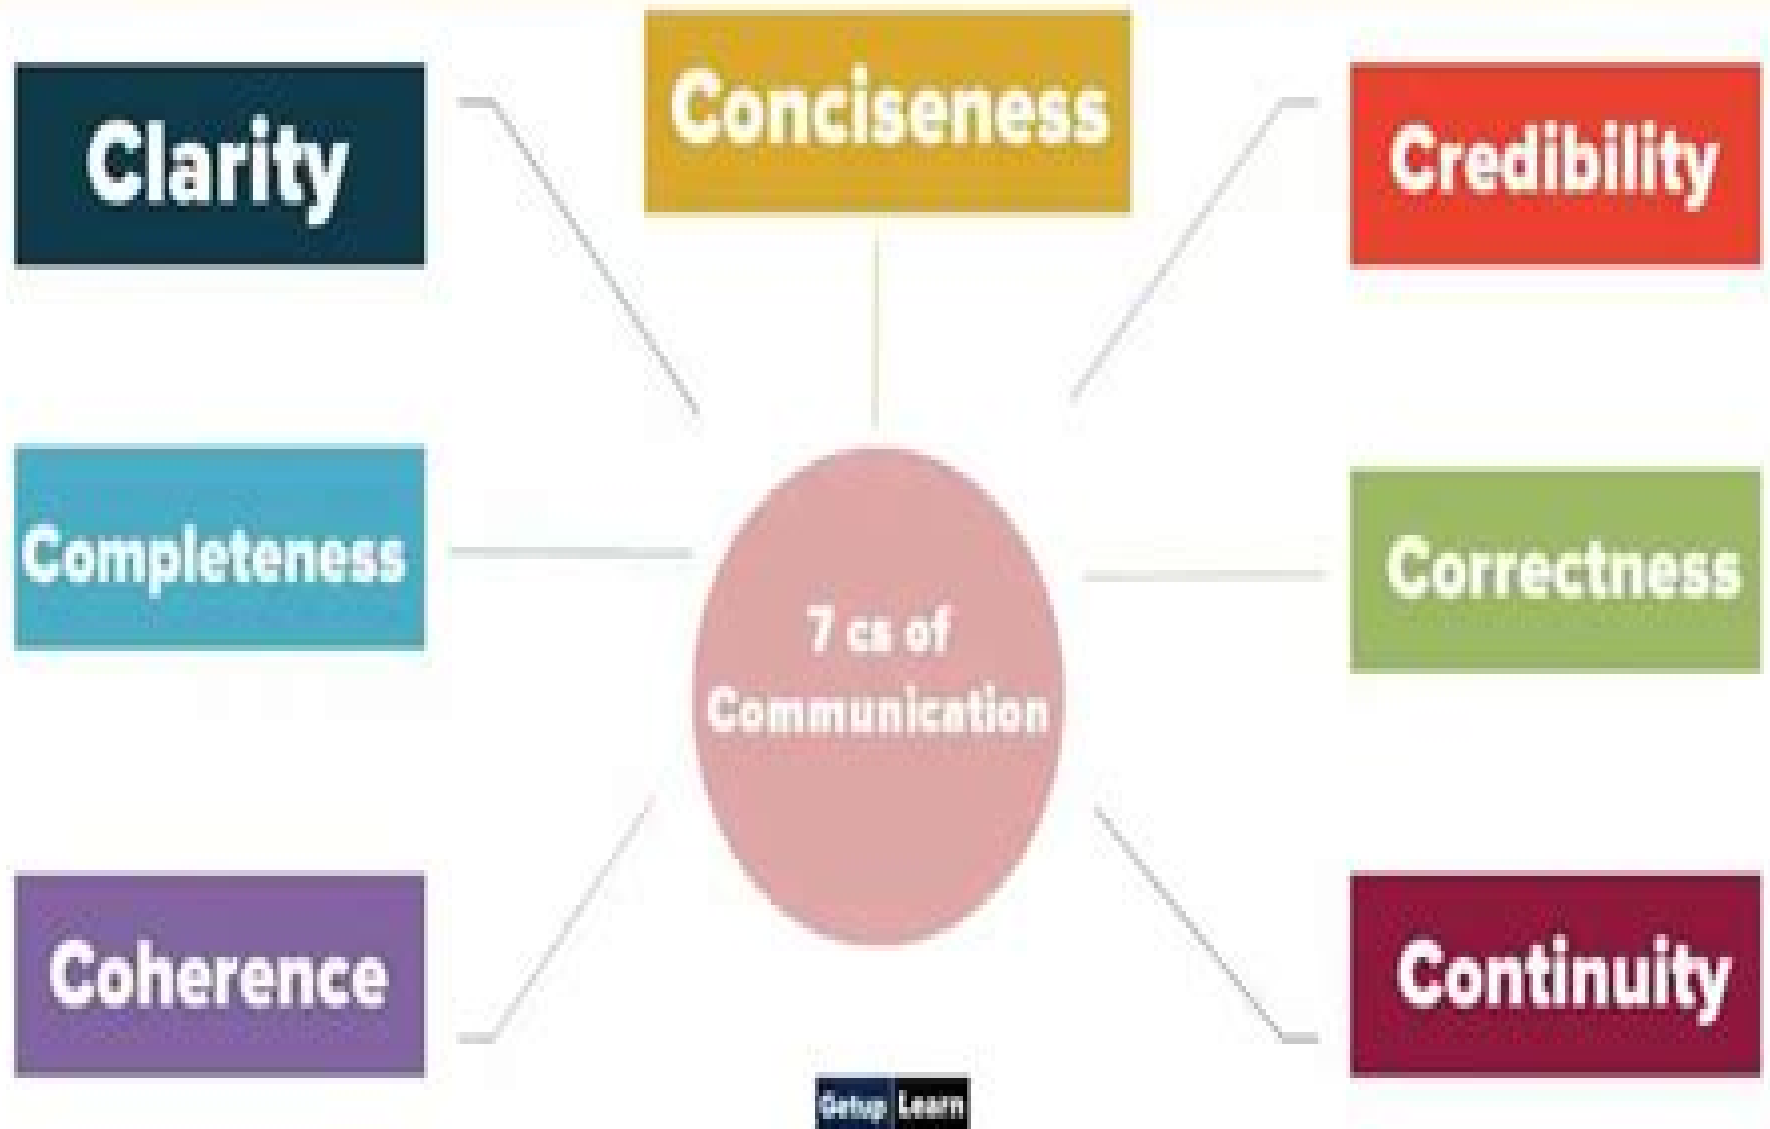 Conciseness
Clarity
Credibility
Completeness
Correctness
7 cs of
Communication
Coherence
Continuity
Getup Learn